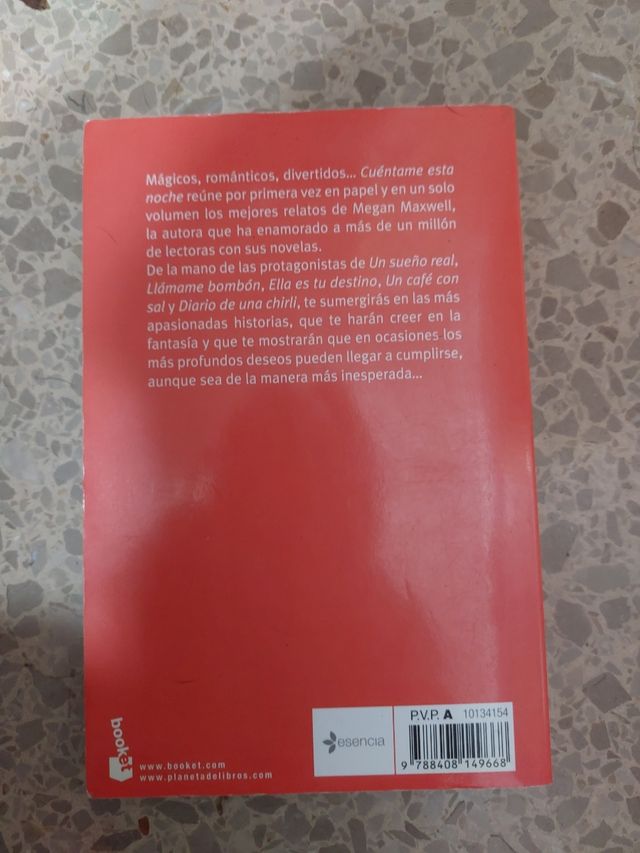 Mágicos, románticos, divertidos... Cuéntame esta
noche reúne por primera vez en papel y en un solo
volumen los mejores relatos de Megan Maxwell,
la autora que ha enamorado a más de un millón
de lectoras con sus novelas.
De la mano de las protagonistas de Un sueño real,
Llámame bombón, Ella es tu destino, Un café con
sal y Diario de una chirli, te sumergirás en las más
apasionadas historias, que te harán creer en la
fantasía y que te mostrarán que en ocasiones los
más profundos deseos pueden llegar a cumplirse,
aunque sea de la manera más inesperada...
booket
www.booket.com
www.planetadelibros.com
esencia
P.V.P. A 10134154
9 788408 149668